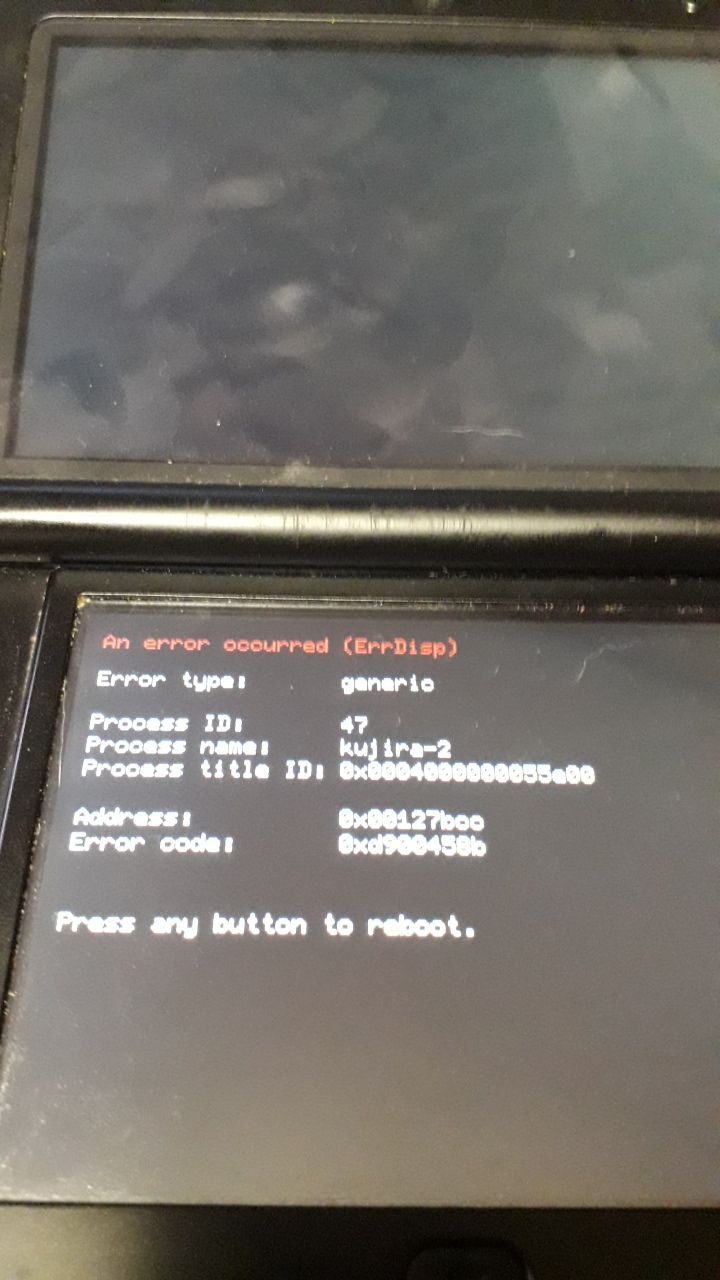 An error occurred (ErrDisp)
Error type: generic
Process ID: 47
Process name: kujira-2
Process title ID: 0x0004000000055e00
Address: 0x00127bcc
Error code: 0xd900458b
Press any button to reboot.